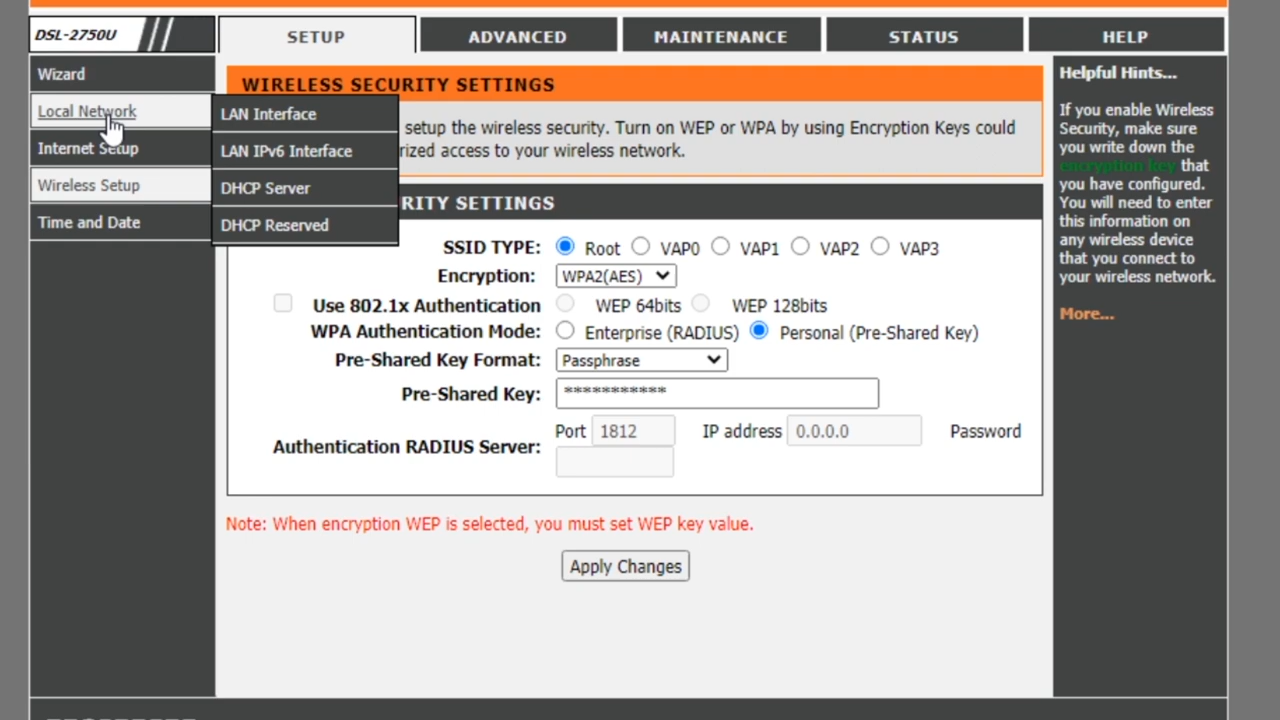 DSL-2750U
SETUP
ADVANCED
MAINTENANCE
STATUS
HELP
Wizard
Local Network
Internet Setup
Wireless Setup
Time and Date
LAN Interface
LAN IPv6 Interface
DHCP Server
DHCP Reserved
WIRELESS SECURITY SETTINGS
setup the wireless security. Turn on WEP or WPA by using Encryption Keys could
rized access to your wireless network.
RITY SETTINGS
SSID TYPE: Root VAP0 VAP1 VAP2 VAP3
Encryption: WPA2(AES)
Use 802.1x Authentication WEP 64bits WEP 128bits
WPA Authentication Mode: Enterprise (RADIUS) Personal (Pre-Shared Key)
Pre-Shared Key Format: Passphrase
Pre-Shared Key: ***********
Authentication RADIUS Server: Port 1812 IP address 0.0.0.0 Password
Note: When encryption WEP is selected, you must set WEP key value.
Apply Changes
Helpful Hints...
If you enable Wireless
Security, make sure
you write down the
encryption key that
you have configured.
You will need to enter
this information on
any wireless device
that you connect to
your wireless network.
More...